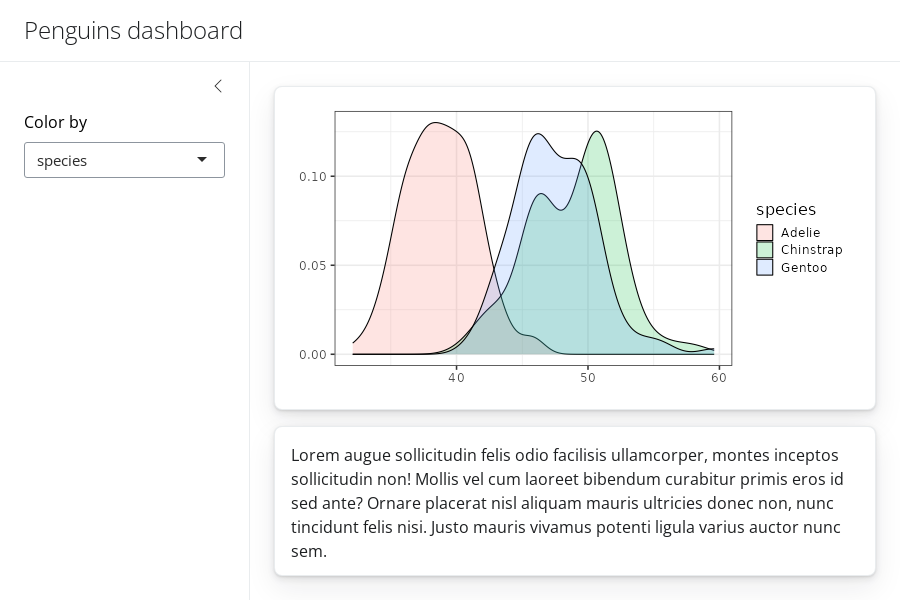 Penguins dashboard
Color by
species
0.10
0.05
0.00
40 50 60
species
Adelie
Chinstrap
Gentoo
Lorem augue sollicitudin felis odio facilisis ullamcorper, montes inceptos
sollicitudin non! Mollis vel cum laoreet bibendum curabitur primis eros id
sed ante? Ornare placerat nisl aliquam mauris ultricies donec non, nunc
tincidunt felis nisi. Justo mauris vivamus potenti ligula varius auctor nunc
sem.